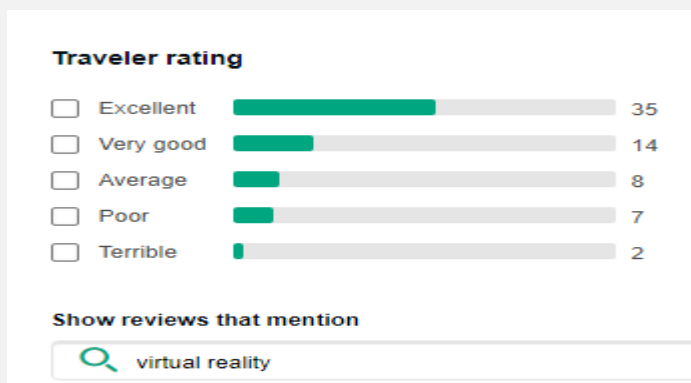 Traveler rating
Excellent 35
Very good 14
Average 8
Poor 7
Terrible 2
Show reviews that mention
virtual reality